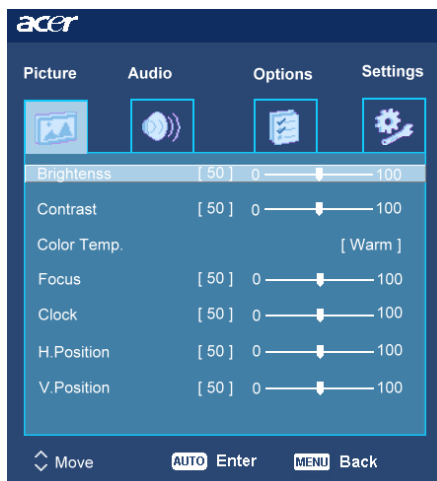 acer
Picture Audio Options Settings
Brightenss [ 50 ] 0 100
Contrast [ 50 ] 0 100
Color Temp. [ Warm ]
Focus [ 50 ] 0 100
Clock [ 50 ] 0 100
H.Position [ 50 ] 0 100
V.Position [ 50 ] 0 100
Move AUTO Enter MENU Back